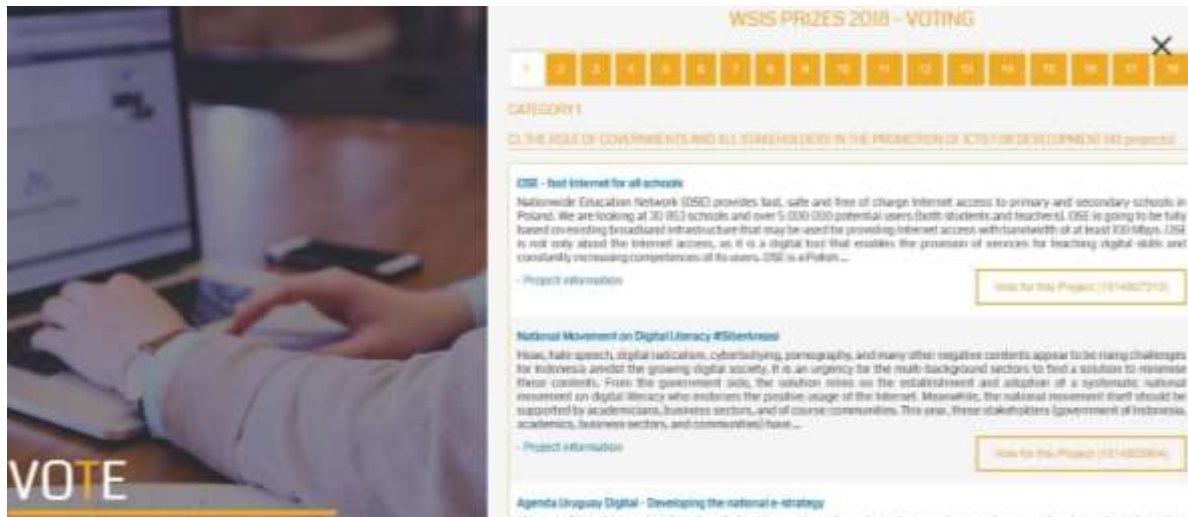 WSIS PRIZES 2018 - VOTING
1 2 3 4 5 6 7 8 9 10 11 12 13 14 15 16 17 18
CATEGORY 1
C1. THE ROLE OF GOVERNMENTS AND ALL STAKEHOLDERS IN THE PROMOTION OF ICTS FOR DEVELOPMENT (40 projects)
OSE - fast Internet for all schools
Nationwide Education Network (OSE) provides fast, safe and free of charge Internet access to primary and secondary schools in
Poland. We are looking at 30 853 schools and over 5 000 000 potential users (both students and teachers). OSE is going to be fully
based on existing broadband infrastructure that may be used for providing Internet access with bandwidth of at least 100 Mbps. OSE
is not only about the Internet access, as it is a digital tool that enables the provision of services for teaching digital skills and
constantly increasing competences of its users. OSE is a Polish ...
- Project information
Vote for this Project
National Movement on Digital Literacy #Siberkreasi
Hoax, hate speech, digital radicalism, cyberbullying, pornography, and many other negative contents appear to be rising challenges
for Indonesia amidst the growing digital society. It is an urgency for the multi-background sectors to find a solution to minimise
these contents. From the government side, the solution relies on the establishment and adoption of a systematic national
movement on digital literacy who endorses the positive usage of the Internet. Meanwhile, the national movement itself should be
supported by academicians, business sectors, and of course communities. This year, these stakeholders (government of Indonesia,
academics, business sectors, and communities) have ...
- Project information
Vote for this Project
Agenda Uruguay Digital - Developing the national e-strategy
VOTE